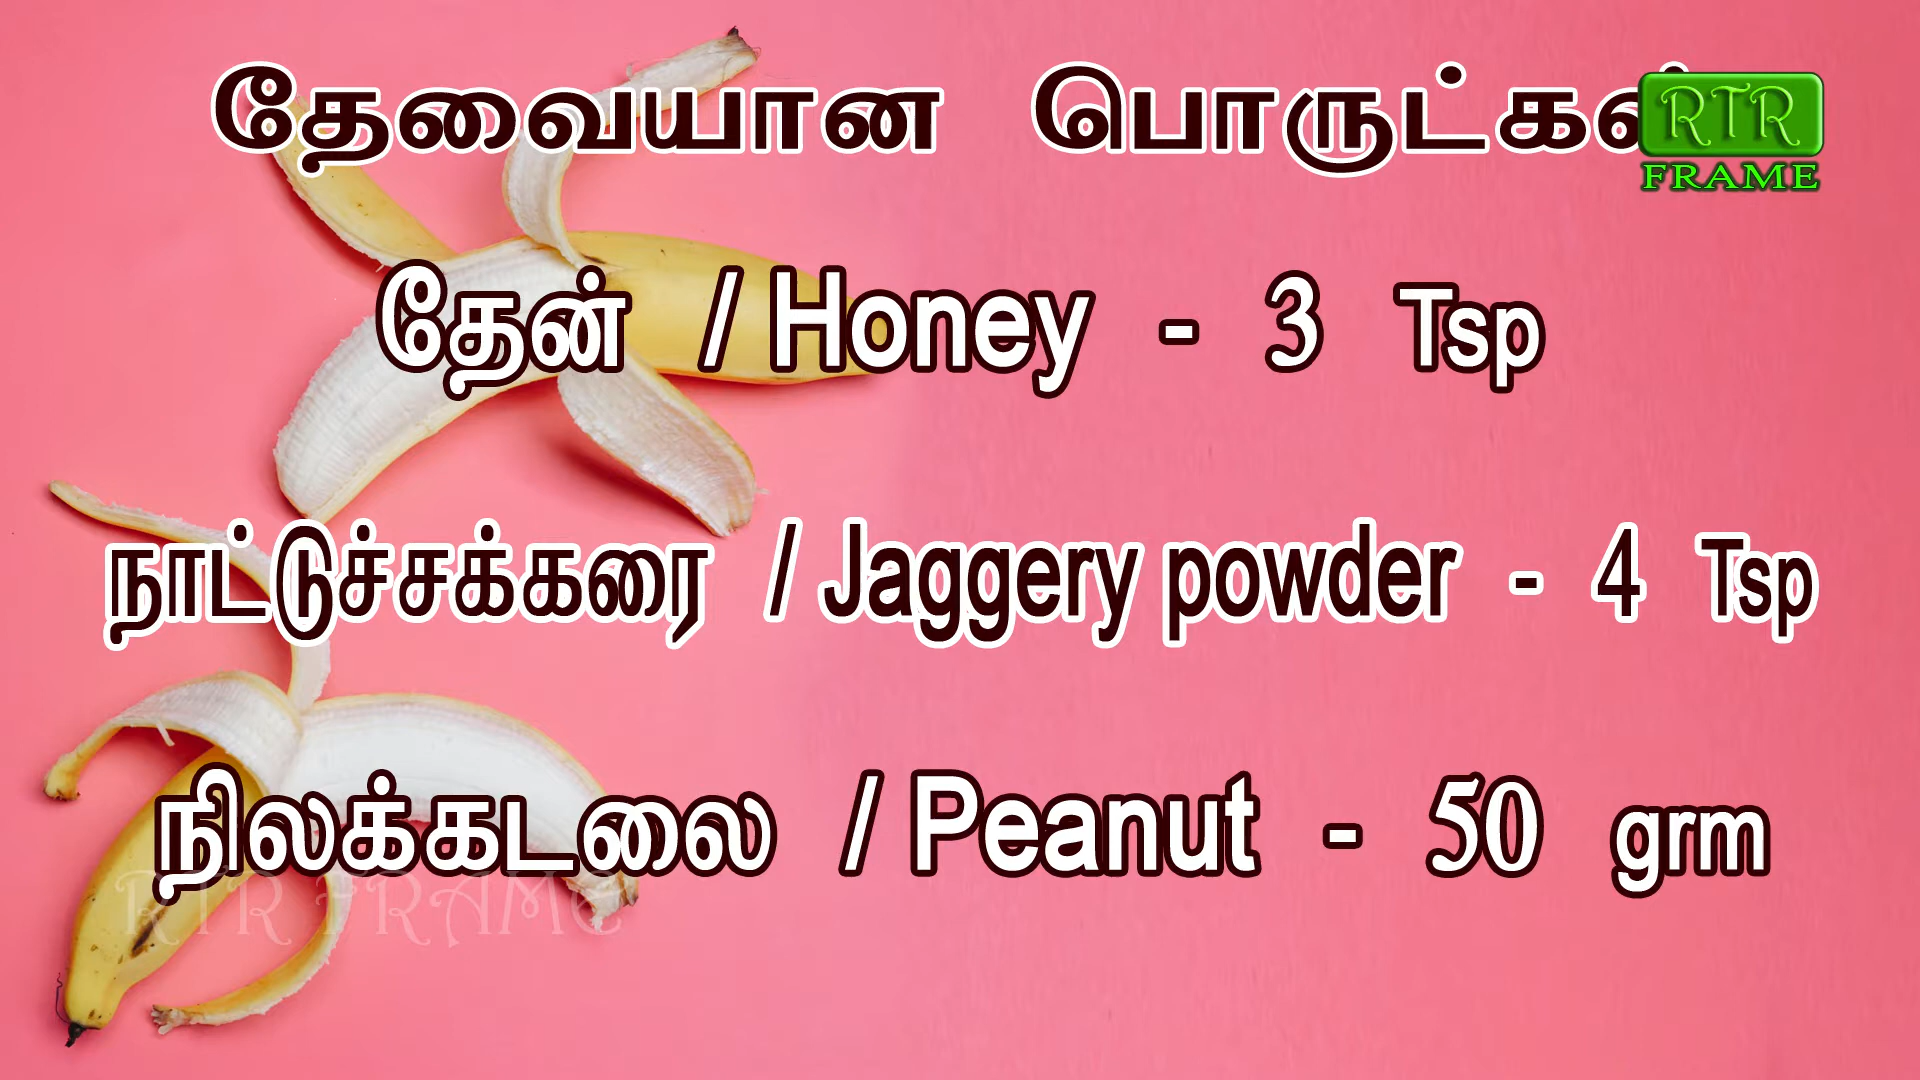 தேவையான பொருட்கள்
RTR
FRAME
தேன் / Honey - 3 Tsp
நாட்டுச்சக்கரை / Jaggery powder - 4 Tsp
நிலக்கடலை / Peanut - 50 grm
RTR FRAME